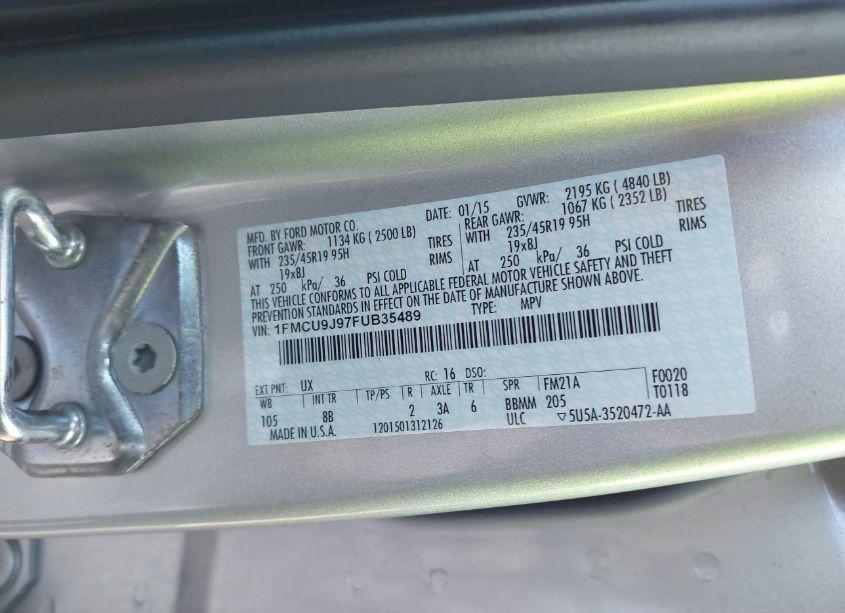 MFD. BY FORD MOTOR CO. DATE: 01/15 GVWR: 2195 KG ( 4840 LB)
FRONT GAWR: 1134 KG ( 2500 LB) REAR GAWR: 1067 KG ( 2352 LB)
WITH 235/45R19 95H TIRES WITH 235/45R19 95H TIRES
19x8J RIMS 19x8J RIMS
AT 250 kPa/ 36 PSI COLD AT 250 kPa/ 36 PSI COLD
THIS VEHICLE CONFORMS TO ALL APPLICABLE FEDERAL MOTOR VEHICLE SAFETY AND THEFT
PREVENTION STANDARDS IN EFFECT ON THE DATE OF MANUFACTURE SHOWN ABOVE.
VIN: 1FMCU9J97FUB35489 TYPE: MPV
EXT PNT: UX RC: 16 DSO:
WB INT TR TP/PS R AXLE TR SPR FM21A F0020
105 8B 2 3A 6 BBMM 205 T0118
MADE IN U.S.A. 1201501312126 ULC ▽5U5A-3520472-AA